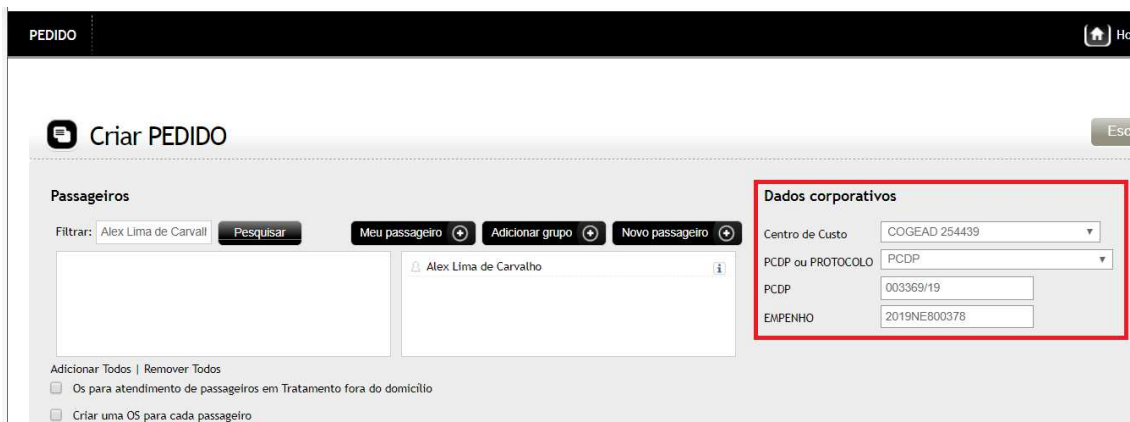 PEDIDO
Ho
Criar PEDIDO
Esc
Passageiros
Filtrar: Alex Lima de Carvall Pesquisar Meu passageiro Adicionar grupo Novo passageiro
Alex Lima de Carvalho
Adicionar Todos | Remover Todos
Os para atendimento de passageiros em Tratamento fora do domicílio
Criar uma OS para cada passageiro
Dados corporativos
Centro de Custo COGEAD 254439
PCDP ou PROTOCOLO PCDP
PCDP 003369/19
EMPENHO 2019NE800378